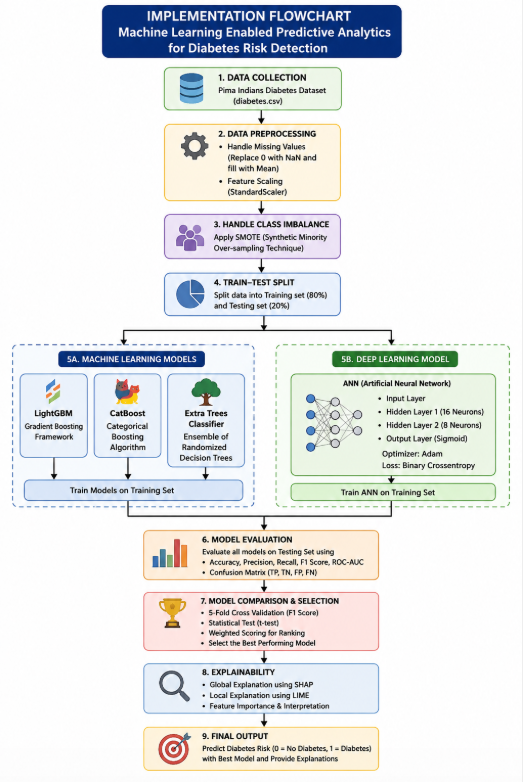 IMPLEMENTATION FLOWCHART
Machine Learning Enabled Predictive Analytics
for Diabetes Risk Detection
1. DATA COLLECTION
Pima Indians Diabetes Dataset
(diabetes.csv)
2. DATA PREPROCESSING
• Handle Missing Values
(Replace 0 with NaN and
fill with Mean)
• Feature Scaling
(StandardScaler)
3. HANDLE CLASS IMBALANCE
Apply SMOTE (Synthetic Minority
Over-sampling Technique)
4. TRAIN–TEST SPLIT
Split data into Training set (80%)
and Testing set (20%)
5A. MACHINE LEARNING MODELS
LightGBM
Gradient Boosting
Framework
CatBoost
Categorical
Boosting
Algorithm
Extra Trees
Classifier
Ensemble of
Randomized
Decision Trees
Train Models on Training Set
5B. DEEP LEARNING MODEL
ANN (Artificial Neural Network)
• Input Layer
• Hidden Layer 1 (16 Neurons)
• Hidden Layer 2 (8 Neurons)
• Output Layer (Sigmoid)
Optimizer: Adam
Loss: Binary Crossentropy
Train ANN on Training Set
6. MODEL EVALUATION
Evaluate all models on Testing Set using
• Accuracy, Precision, Recall, F1 Score, ROC-AUC
• Confusion Matrix (TP, TN, FP, FN)
7. MODEL COMPARISON & SELECTION
• 5-Fold Cross Validation (F1 Score)
• Statistical Test (t-test)
• Weighted Scoring for Ranking
• Select the Best Performing Model
8. EXPLAINABILITY
• Global Explanation using SHAP
• Local Explanation using LIME
• Feature Importance & Interpretation
9. FINAL OUTPUT
Predict Diabetes Risk (0 = No Diabetes, 1 = Diabetes)
with Best Model and Provide Explanations